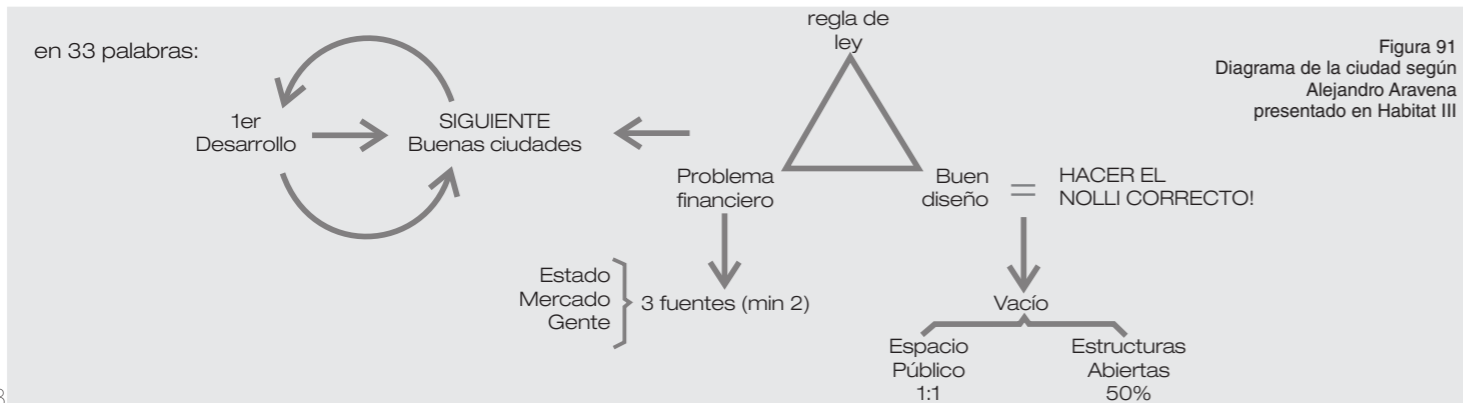 en 33 palabras:
1er
Desarrollo
SIGUIENTE
Buenas ciudades
regla de
ley
Problema
financiero
Buen
diseño
=
HACER EL
NOLLI CORRECTO!
Estado
Mercado
Gente
3 fuentes (min 2)
Vacío
Espacio
Público
1:1
Estructuras
Abiertas
50%
Figura 91
Diagrama de la ciudad según
Alejandro Aravena
presentado en Habitat III